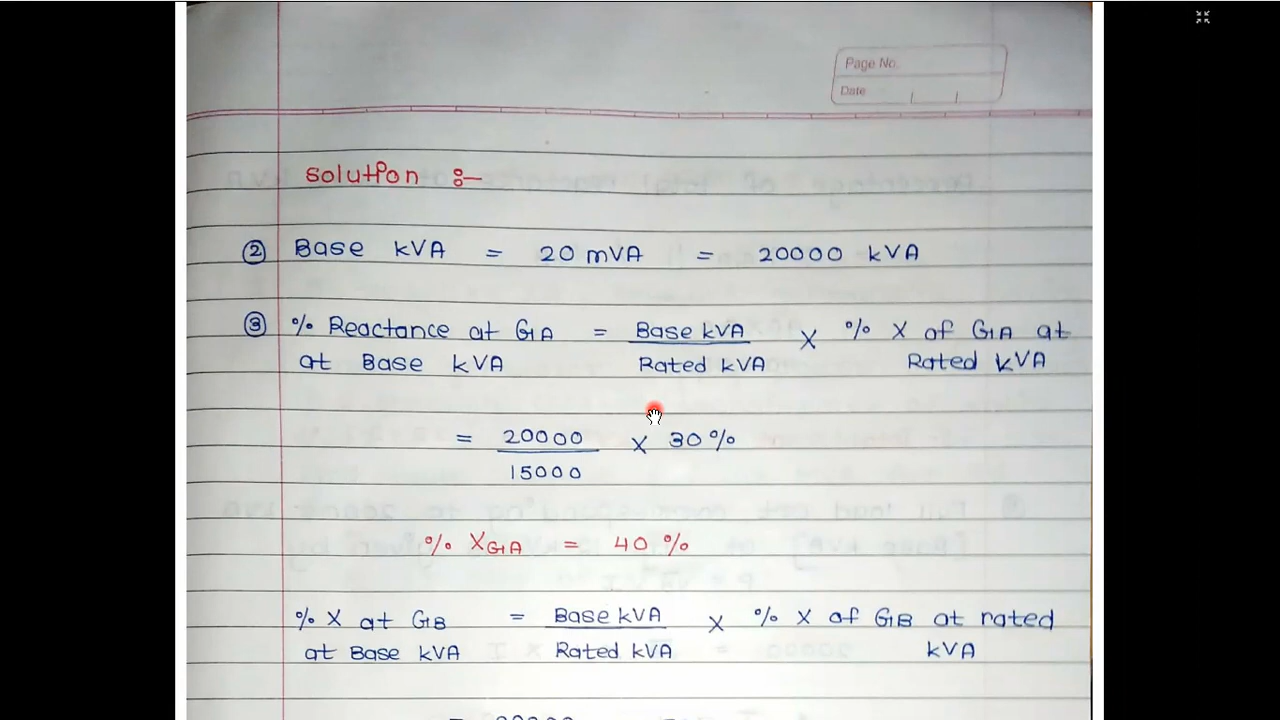 Page No.
Date
Solution :-
② Base kVA = 20 mVA = 20000 kVA
③ % Reactance at GA = Base kVA / Rated kVA × % X of GA at
at Base kVA Rated kVA
= 20000 / 15000 × 30%
% XGA = 40 %
% X at GB = Base kVA / Rated kVA × % X of GB at rated
at Base kVA kVA